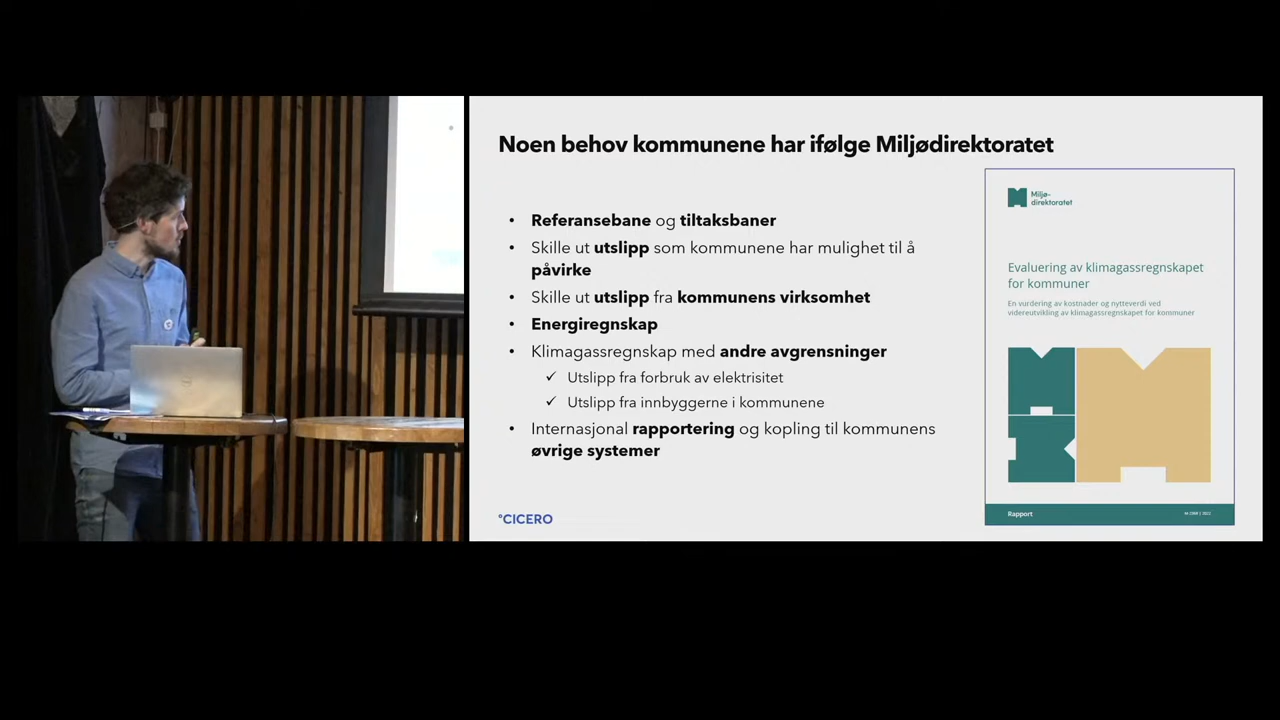 Noen behov kommunene har ifølge Miljødirektoratet
• Referansebane og tiltaksbaner
• Skille ut utslipp som kommunene har mulighet til å
påvirke
• Skille ut utslipp fra kommunens virksomhet
• Energiregnskap
• Klimagassregnskap med andre avgrensninger
✓ Utslipp fra forbruk av elektrisitet
✓ Utslipp fra innbyggerne i kommunene
• Internasjonal rapportering og kopling til kommunens
øvrige systemer
°CICERO
Miljø-
direktoratet
Evaluering av klimagassregnskapet
for kommuner
En vurdering av kostnader og nytteverdi ved
videreutvikling av klimagassregnskapet for kommuner
Rapport